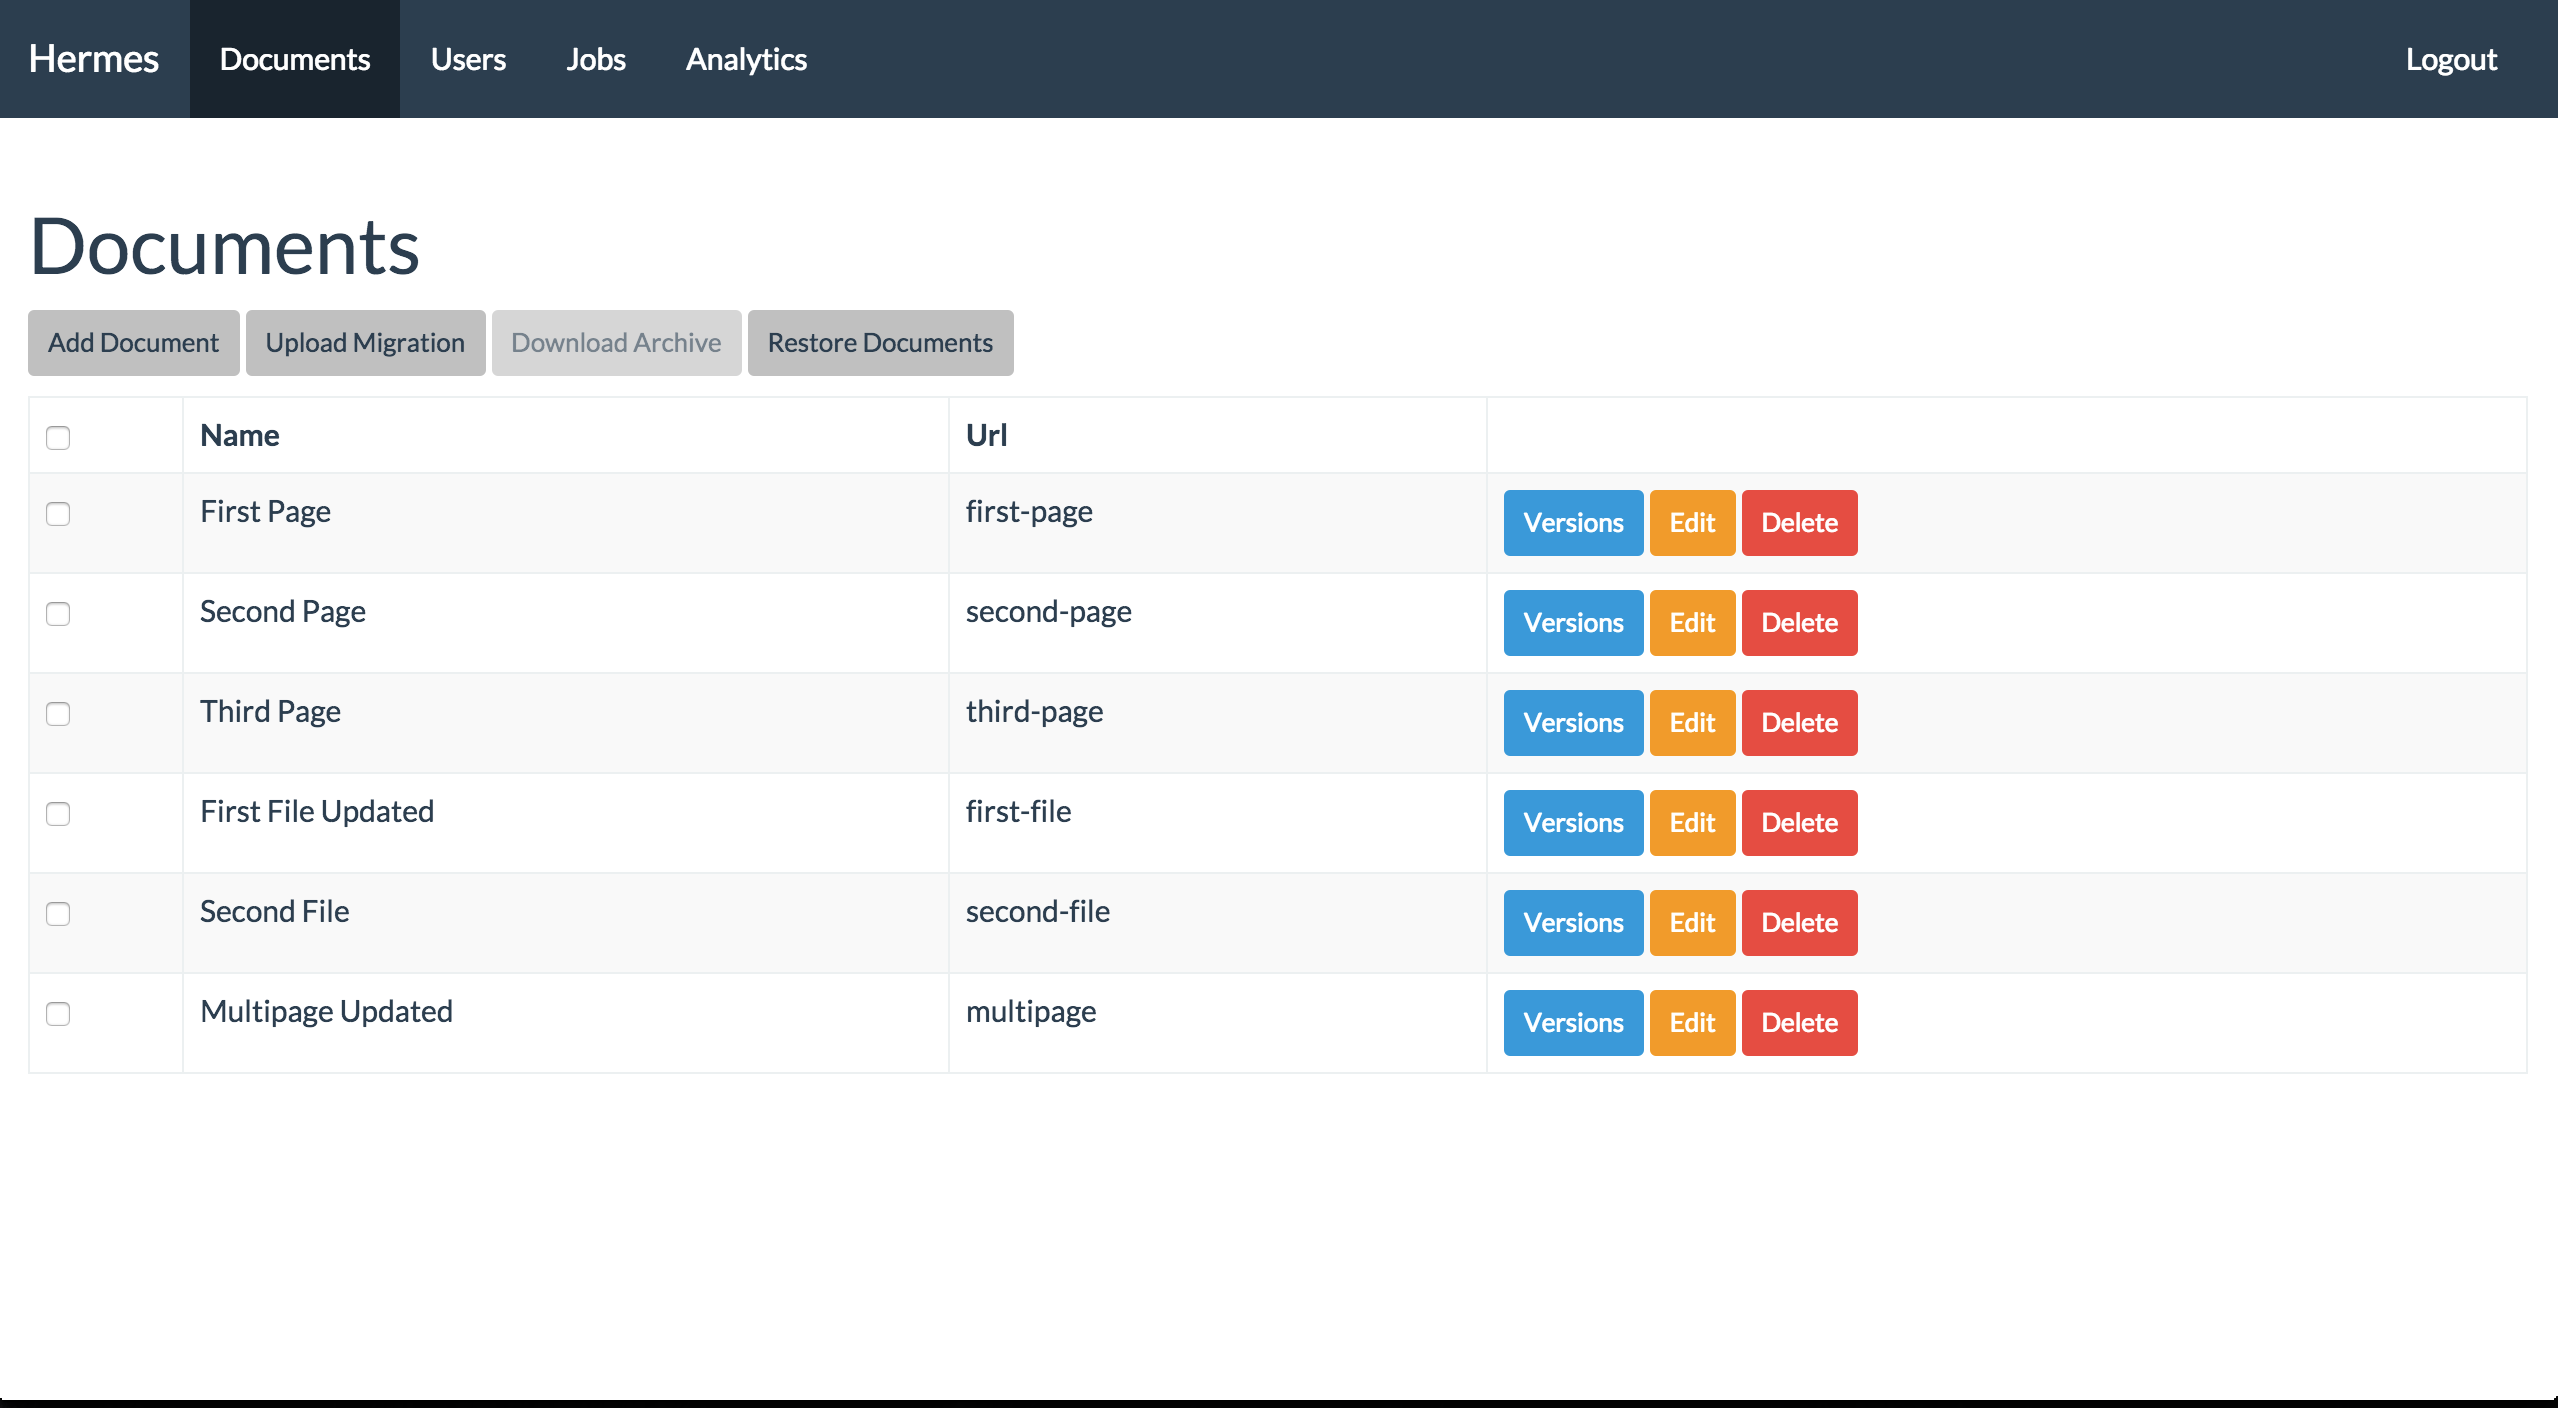 Hermes Documents Users Jobs Analytics Logout
Documents
Add Document Upload Migration Download Archive Restore Documents
Name Url
First Page first-page Versions Edit Delete
Second Page second-page Versions Edit Delete
Third Page third-page Versions Edit Delete
First File Updated first-file Versions Edit Delete
Second File second-file Versions Edit Delete
Multipage Updated multipage Versions Edit Delete